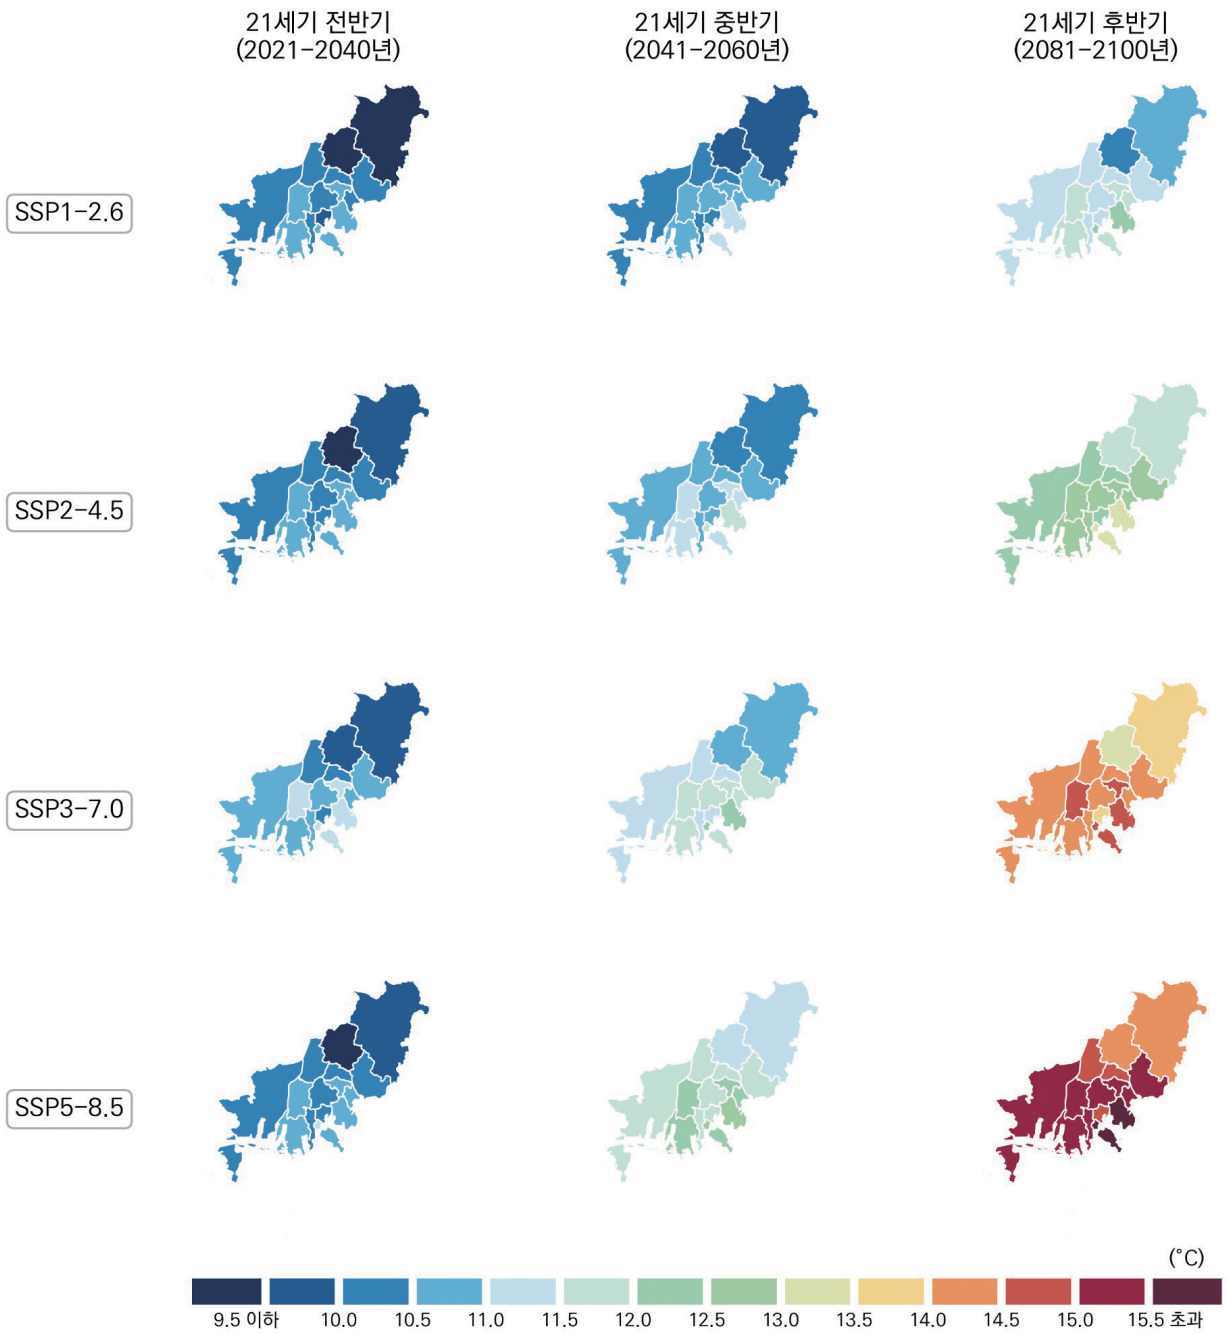 21세기 전반기
(2021-2040년)
21세기 중반기
(2041-2060년)
21세기 후반기
(2081-2100년)
SSP1-2.6
SSP2-4.5
SSP3-7.0
SSP5-8.5
(°C)
9.5 이하 10.0 10.5 11.0 11.5 12.0 12.5 13.0 13.5 14.0 14.5 15.0 15.5 초과